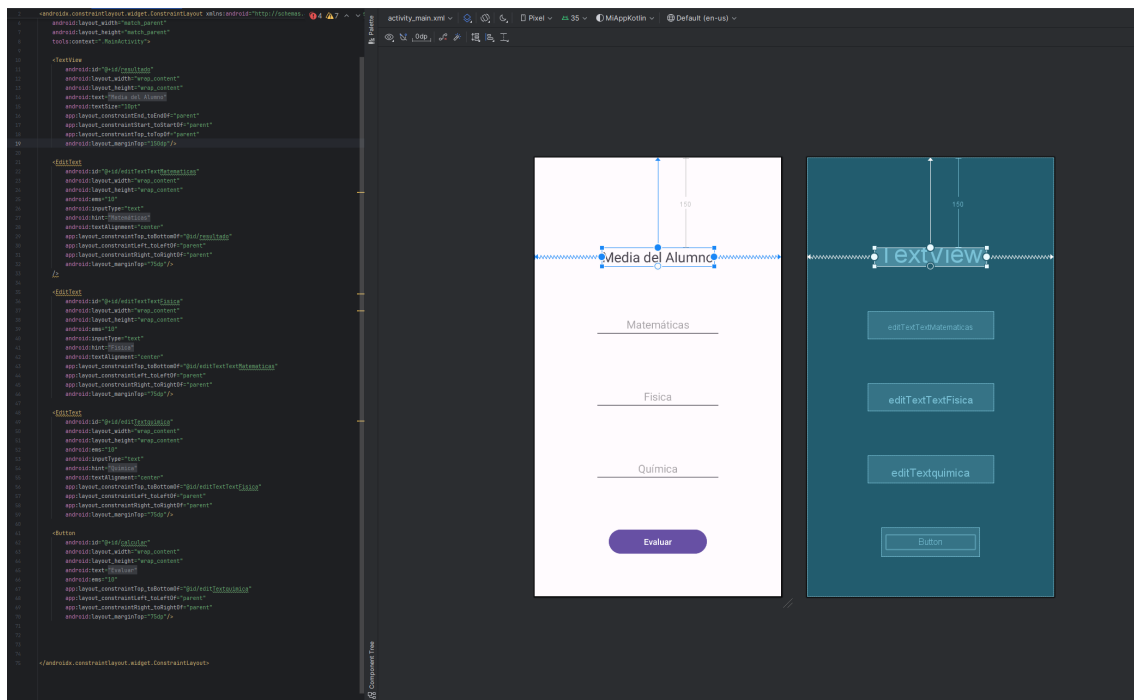 <androidx.constraintlayout.widget.ConstraintLayout xmlns:android="http://schemas.
4 7
android:layout_width="match_parent"
android:layout_height="match_parent"
tools:context=".MainActivity">
<TextView
android:id="@+id/resultado"
android:layout_width="wrap_content"
android:layout_height="wrap_content"
android:text="Media del Alumno"
android:textSize="10pt"
app:layout_constraintEnd_toEndOf="parent"
app:layout_constraintStart_toStartOf="parent"
app:layout_constraintTop_toTopOf="parent"
19 android:layout_marginTop="150dp"/>
<EditText
android:id="@+id/editTextTextMatematicas"
android:layout_width="wrap_content"
android:layout_height="wrap_content"
android:ems="10"
android:inputType="text"
android:hint="Matemáticas"
android:textAlignment="center"
app:layout_constraintTop_toBottomOf="@id/resultado"
app:layout_constraintLeft_toLeftOf="parent"
app:layout_constraintRight_toRightOf="parent"
android:layout_marginTop="75dp"
/>
<EditText
android:id="@+id/editTextTextFisica"
android:layout_width="wrap_content"
android:layout_height="wrap_content"
android:ems="10"
android:inputType="text"
android:hint="Fisica"
android:textAlignment="center"
app:layout_constraintTop_toBottomOf="@id/editTextTextMatematicas"
app:layout_constraintLeft_toLeftOf="parent"
app:layout_constraintRight_toRightOf="parent"
android:layout_marginTop="75dp"/>
<EditText
android:id="@+id/editTextquimica"
android:layout_width="wrap_content"
android:layout_height="wrap_content"
android:ems="10"
android:inputType="text"
android:hint="Química"
android:textAlignment="center"
app:layout_constraintTop_toBottomOf="@id/editTextTextFisica"
app:layout_constraintLeft_toLeftOf="parent"
app:layout_constraintRight_toRightOf="parent"
android:layout_marginTop="75dp"/>
<Button
android:id="@+id/calcular"
android:layout_width="wrap_content"
android:layout_height="wrap_content"
android:text="Evaluar"
android:ems="10"
app:layout_constraintTop_toBottomOf="@id/editTextquimica"
app:layout_constraintLeft_toLeftOf="parent"
app:layout_constraintRight_toRightOf="parent"
android:layout_marginTop="75dp"/>
</androidx.constraintlayout.widget.ConstraintLayout>
Palette
Component Tree
activity_main.xml Pixel 35 MiAppKotlin Default (en-us)
0dp
150
Media del Alumno
Matemáticas
Fisica
Química
Evaluar
150
TextView
editTextTextMatematicas
editTextTextFisica
editTextquimica
Button